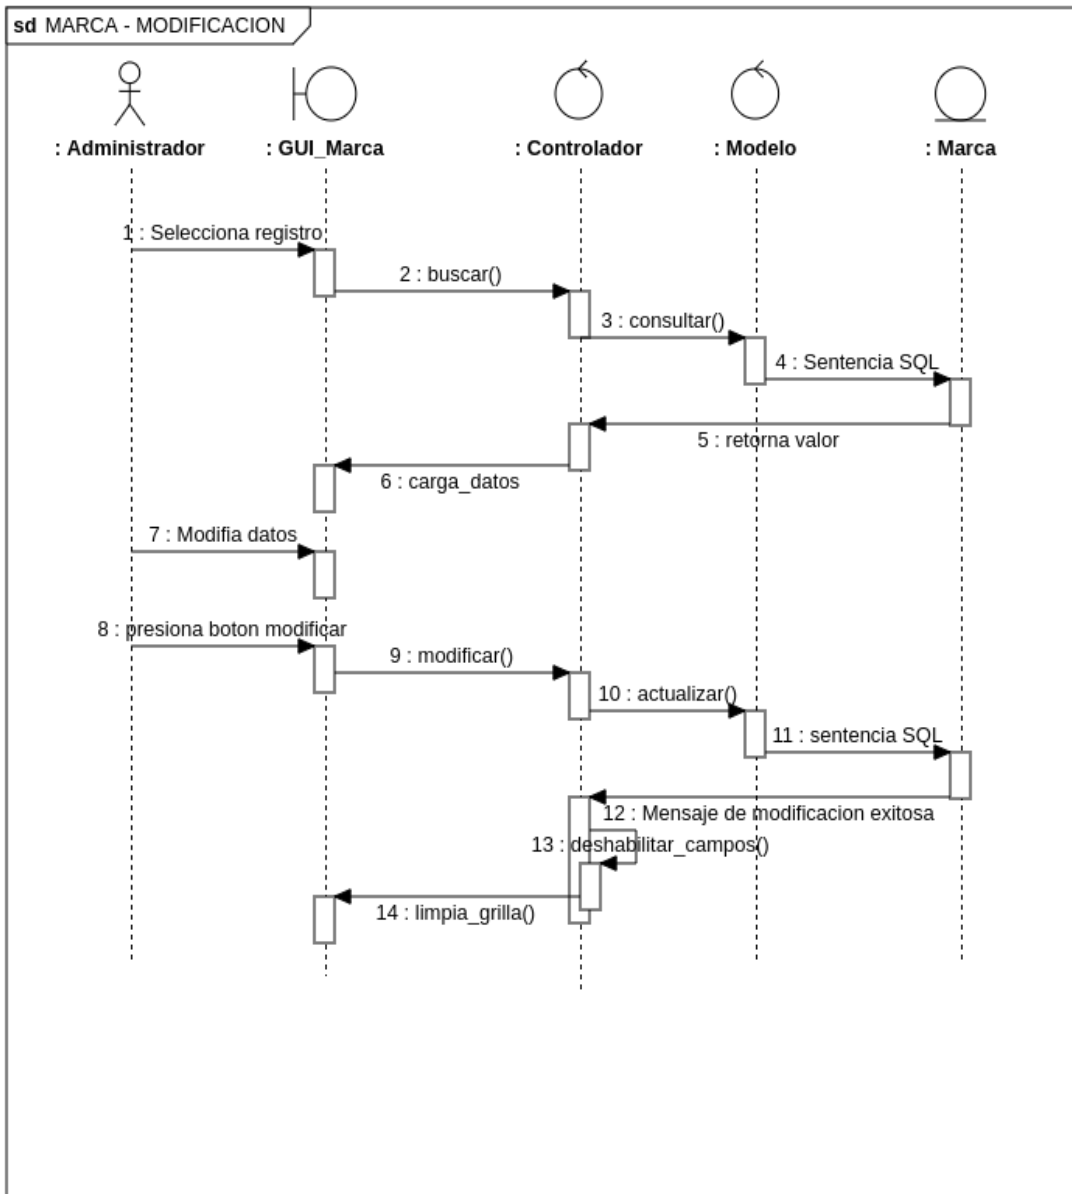 sd MARCA - MODIFICACION
: Administrador
: GUI_Marca
: Controlador
: Modelo
: Marca
1 : Selecciona registro
2 : buscar()
3 : consultar()
4 : Sentencia SQL
5 : retorna valor
6 : carga_datos
7 : Modifia datos
8 : presiona boton modificar
9 : modificar()
10 : actualizar()
11 : sentencia SQL
12 : Mensaje de modificacion exitosa
13 : deshabilitar_campos()
14 : limpia_grilla()